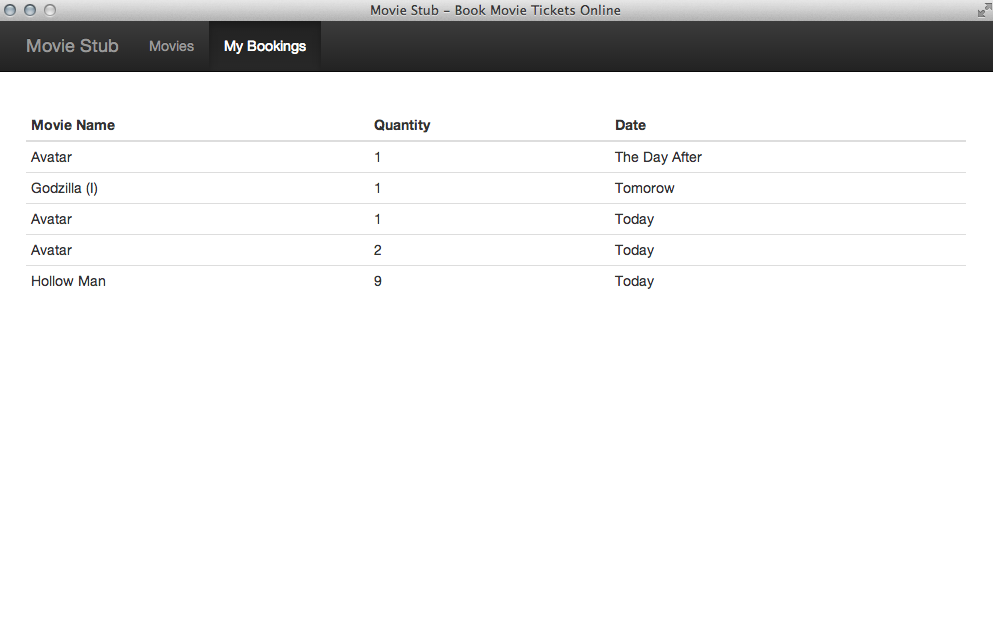 Movie Stub – Book Movie Tickets Online
Movie Stub Movies My Bookings
Movie Name Quantity Date
Avatar 1 The Day After
Godzilla (I) 1 Tomorow
Avatar 1 Today
Avatar 2 Today
Hollow Man 9 Today